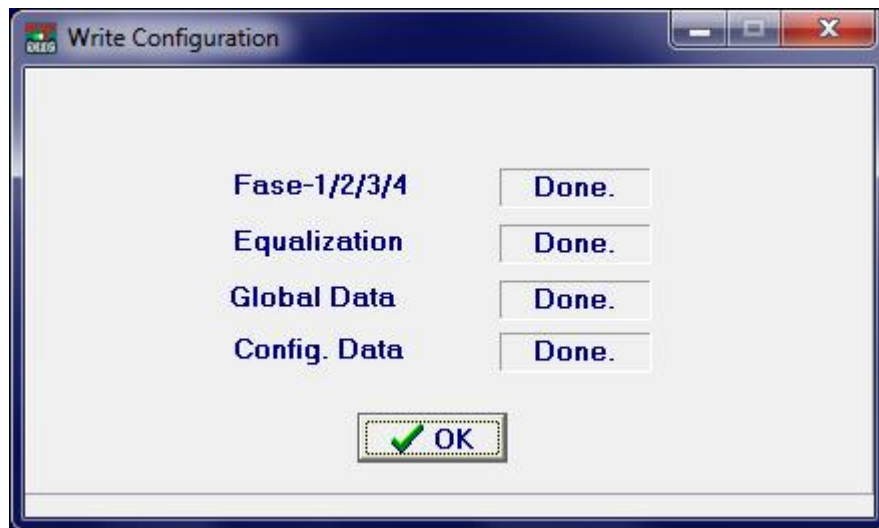 Write Configuration
Fase-1/2/3/4 Done.
Equalization Done.
Global Data Done.
Config. Data Done.
OK